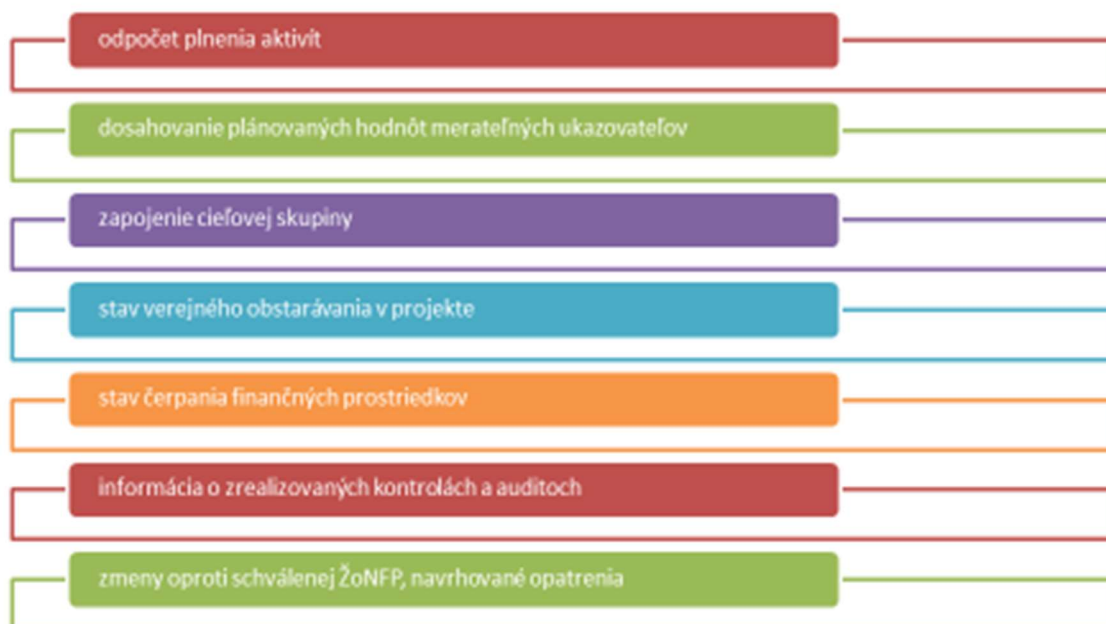 odpočet plnenia aktivít
dosahovanie plánovaných hodnôt merateľných ukazovateľov
zapojenie cieľovej skupiny
stav verejného obstarávania v projekte
stav čerpania finančných prostriedkov
informácia o zrealizovaných kontrolách a auditoch
zmeny oproti schválenej ŽoNFP, navrhované opatrenia